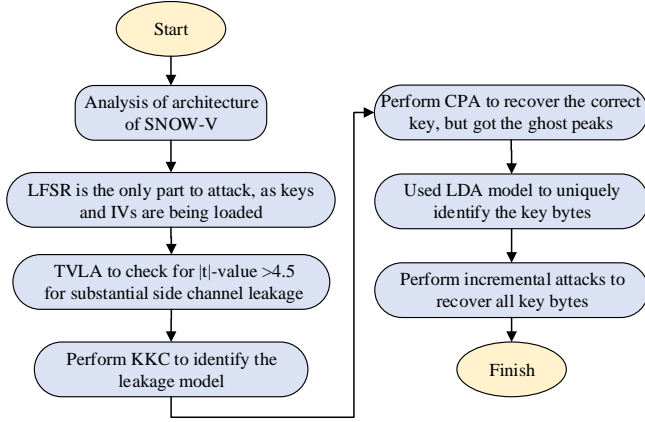 Start
Analysis of architecture
of SNOW-V
LFSR is the only part to attack, as keys
and IVs are being loaded
TVLA to check for |t|-value >4.5
for substantial side channel leakage
Perform KKC to identify the
leakage model
Perform CPA to recover the correct
key, but got the ghost peaks
Used LDA model to uniquely
identify the key bytes
Perform incremental attacks to
recover all key bytes
Finish